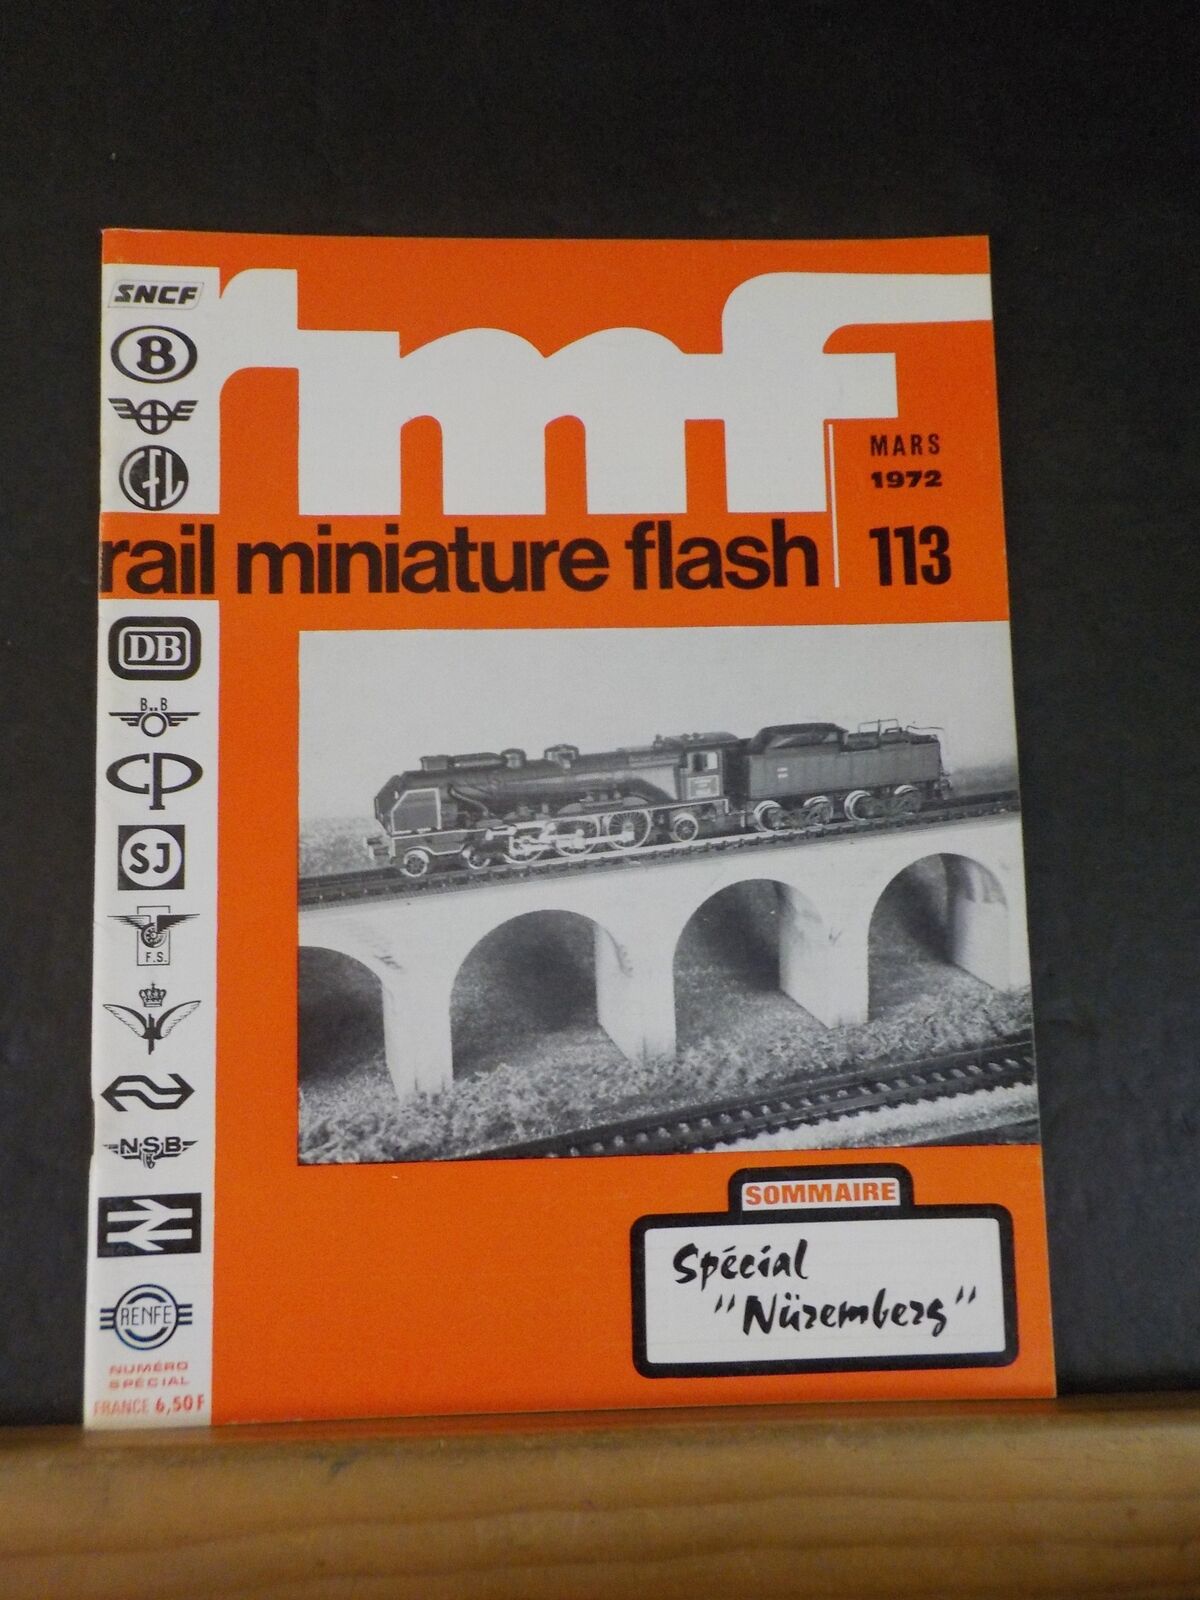 SNCF
B
CFL
rmf
MARS
1972
rail miniature flash
113
DB
B B
CP
SJ
F.S.
NSB
RENFE
NUMÉRO
SPÉCIAL
FRANCE 6,50 F
SOMMAIRE
Spécial
"Nüremberg"